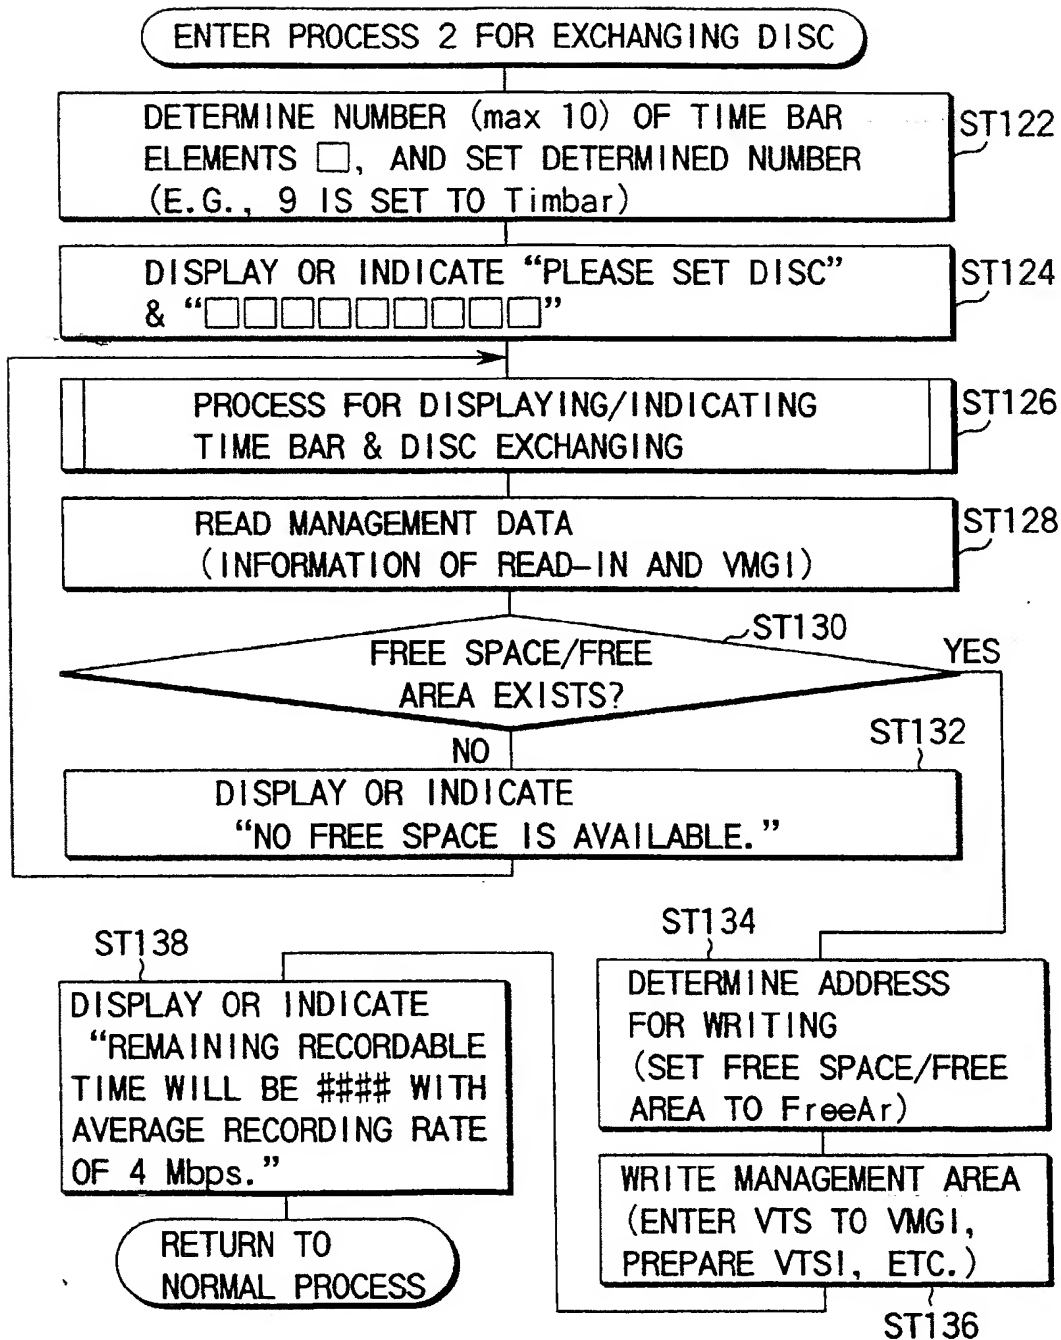 ENTER PROCESS 2 FOR EXCHANGING DISC
DETERMINE NUMBER (max 10) OF TIME BAR
ELEMENTS □, AND SET DETERMINED NUMBER
(E.G., 9 IS SET TO Timbar)
ST122
DISPLAY OR INDICATE “PLEASE SET DISC”
& “□□□□□□□□□”
ST124
PROCESS FOR DISPLAYING/INDICATING
TIME BAR & DISC EXCHANGING
ST126
READ MANAGEMENT DATA
(INFORMATION OF READ-IN AND VMGI)
ST128
ST130
FREE SPACE/FREE
AREA EXISTS?
YES
NO
ST132
DISPLAY OR INDICATE
“NO FREE SPACE IS AVAILABLE.”
ST134
DETERMINE ADDRESS
FOR WRITING
(SET FREE SPACE/FREE
AREA TO FreeAr)
WRITE MANAGEMENT AREA
(ENTER VTS TO VMGI,
PREPARE VTSI, ETC.)
ST136
ST138
DISPLAY OR INDICATE
“REMAINING RECORDABLE
TIME WILL BE #### WITH
AVERAGE RECORDING RATE
OF 4 Mbps.”
RETURN TO
NORMAL PROCESS